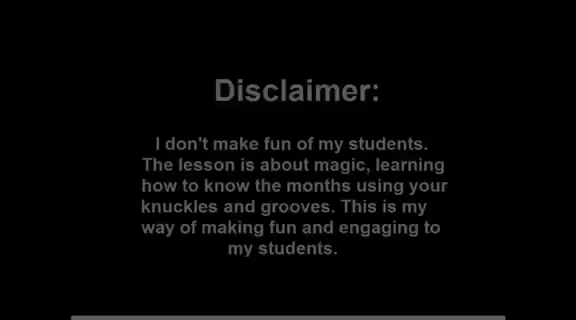 Disclaimer:
I don't make fun of my students.
The lesson is about magic, learning
how to know the months using your
knuckles and grooves. This is my
way of making fun and engaging to
my students.